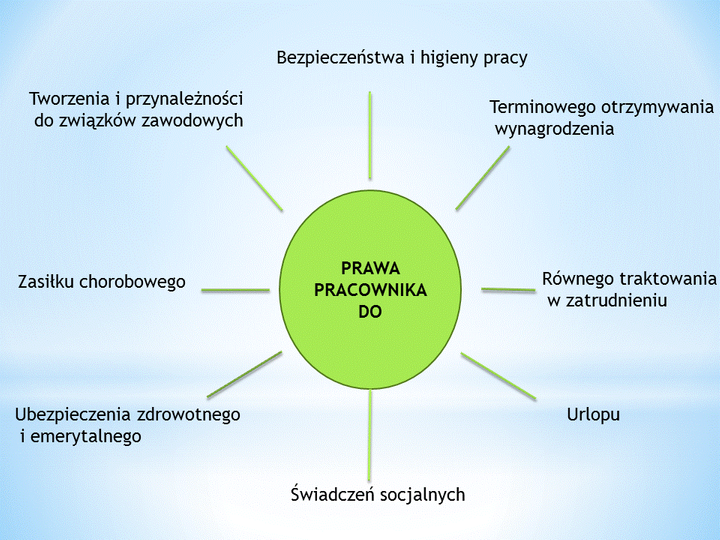 Bezpieczeństwa i higieny pracy
Tworzenia i przynależności
do związków zawodowych
Terminowego otrzymywania
wynagrodzenia
PRAWA
PRACOWNIKA
DO
Zasiłku chorobowego
Równego traktowania
w zatrudnieniu
Ubezpieczenia zdrowotnego
i emerytalnego
Urlopu
Świadczeń socjalnych